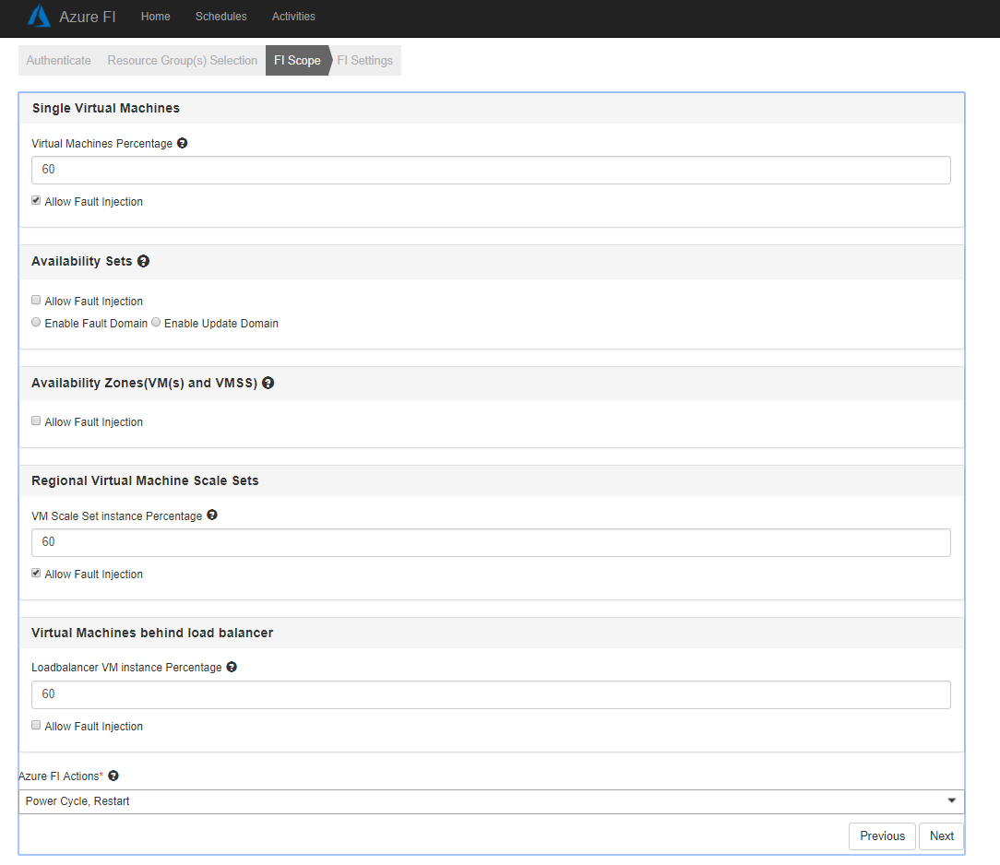 Azure FI Home Schedules Activities
Authenticate Resource Group(s) Selection FI Scope FI Settings
Single Virtual Machines
Virtual Machines Percentage ?
60
Allow Fault Injection
Availability Sets ?
Allow Fault Injection
Enable Fault Domain Enable Update Domain
Availability Zones(VM(s) and VMSS) ?
Allow Fault Injection
Regional Virtual Machine Scale Sets
VM Scale Set instance Percentage ?
60
Allow Fault Injection
Virtual Machines behind load balancer
Loadbalancer VM instance Percentage ?
60
Allow Fault Injection
Azure FI Actions* ?
Power Cycle, Restart
Previous Next